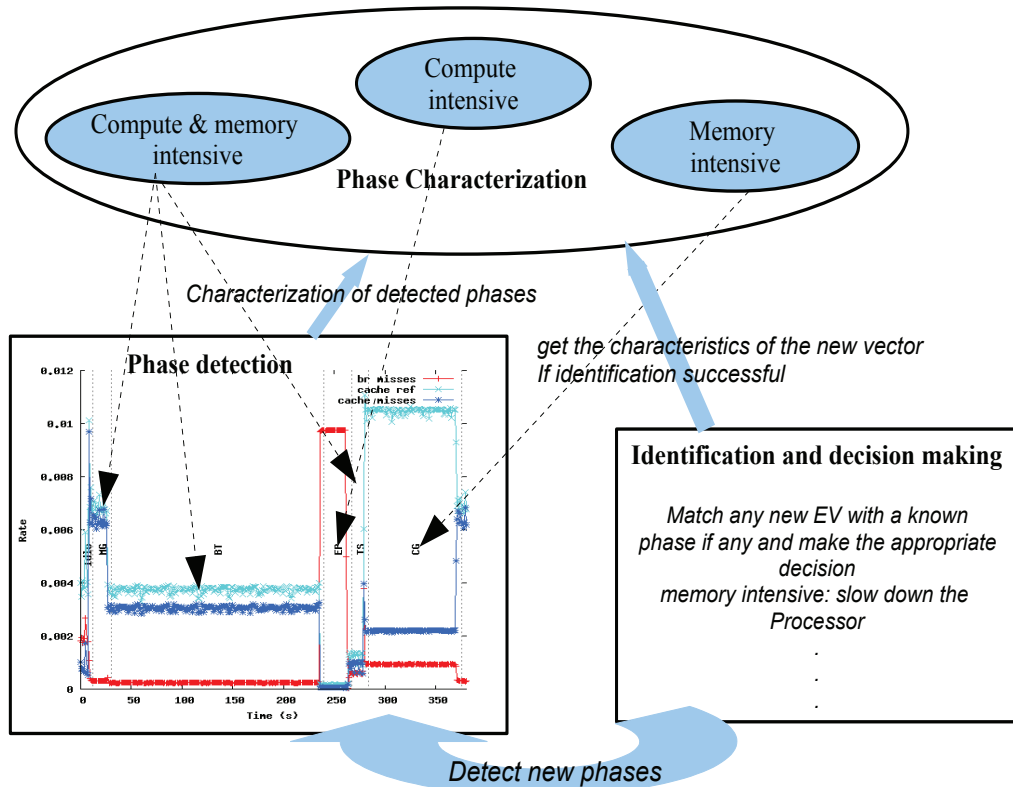 Compute
intensive
Compute & memory
intensive
Memory
intensive
Phase Characterization
Characterization of detected phases
get the characteristics of the new vector
If identification successful
Phase detection
0.012
0.01
0.008
0.006
0.004
0.002
0
Rate
br misses
cache ref
cache misses
idle
MG
BT
EP
TS
CG
0
50
100
150
200
250
300
350
Time (s)
Identification and decision making
Match any new EV with a known
phase if any and make the appropriate
decision
memory intensive: slow down the
Processor
.
.
.
Detect new phases